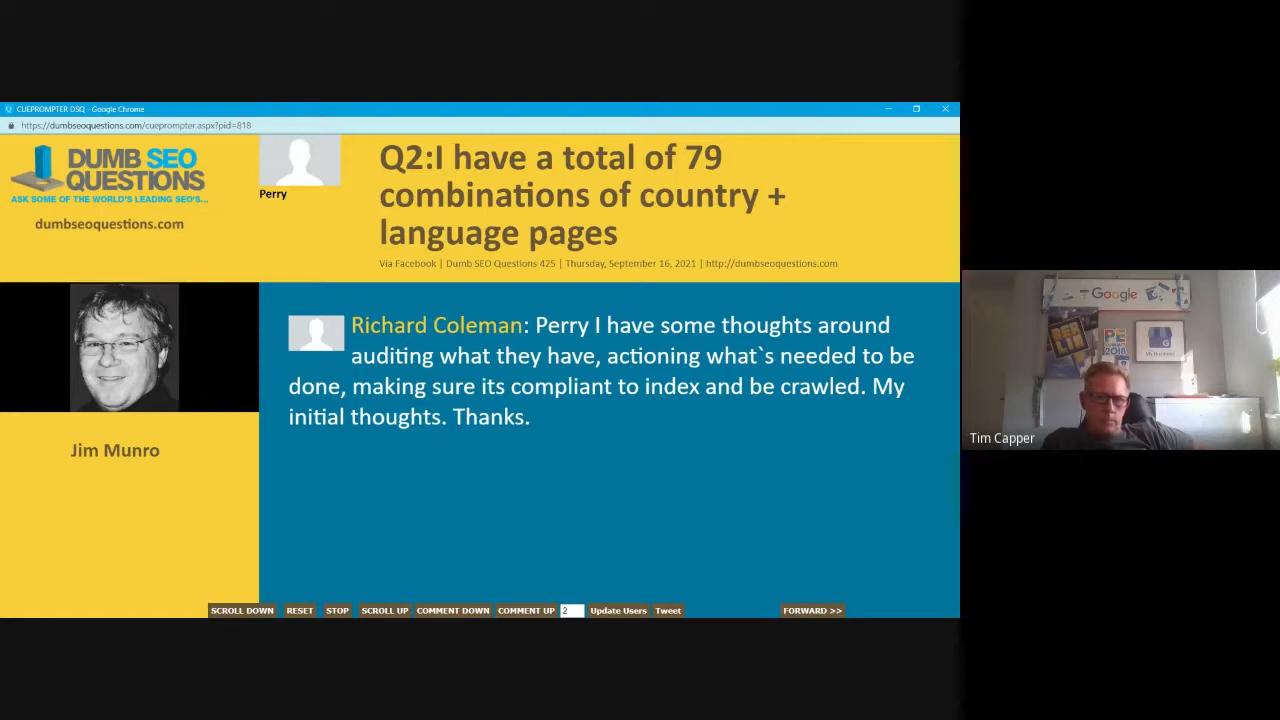 CUEPROMPTER DSQ - Google Chrome
https://dumbseoquestions.com/cueprompter.aspx?pid=818
DUMB SEO
QUESTIONS
ASK SOME OF THE WORLD'S LEADING SEO'S...
dumbseoquestions.com
Perry
Q2:I have a total of 79
combinations of country +
language pages
Via Facebook | Dumb SEO Questions 425 | Thursday, September 16, 2021 | http://dumbseoquestions.com
Jim Munro
Richard Coleman: Perry I have some thoughts around
auditing what they have, actioning what`s needed to be
done, making sure its compliant to index and be crawled. My
initial thoughts. Thanks.
SCROLL DOWN RESET STOP SCROLL UP COMMENT DOWN COMMENT UP 2 Update Users Tweet FORWARD >>
Google
PE
2018
My Business
Tim Capper